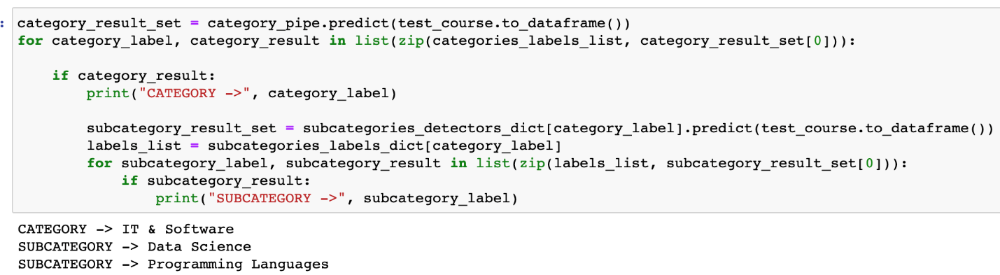 :
category_result_set = category_pipe.predict(test_course.to_dataframe())
for category_label, category_result in list(zip(categories_labels_list, category_result_set[0])):
    if category_result:
        print("CATEGORY ->", category_label)
        subcategory_result_set = subcategories_detectors_dict[category_label].predict(test_course.to_dataframe())
        labels_list = subcategories_labels_dict[category_label]
        for subcategory_label, subcategory_result in list(zip(labels_list, subcategory_result_set[0])):
            if subcategory_result:
                print("SUBCATEGORY ->", subcategory_label)
CATEGORY -> IT & Software
SUBCATEGORY -> Data Science
SUBCATEGORY -> Programming Languages